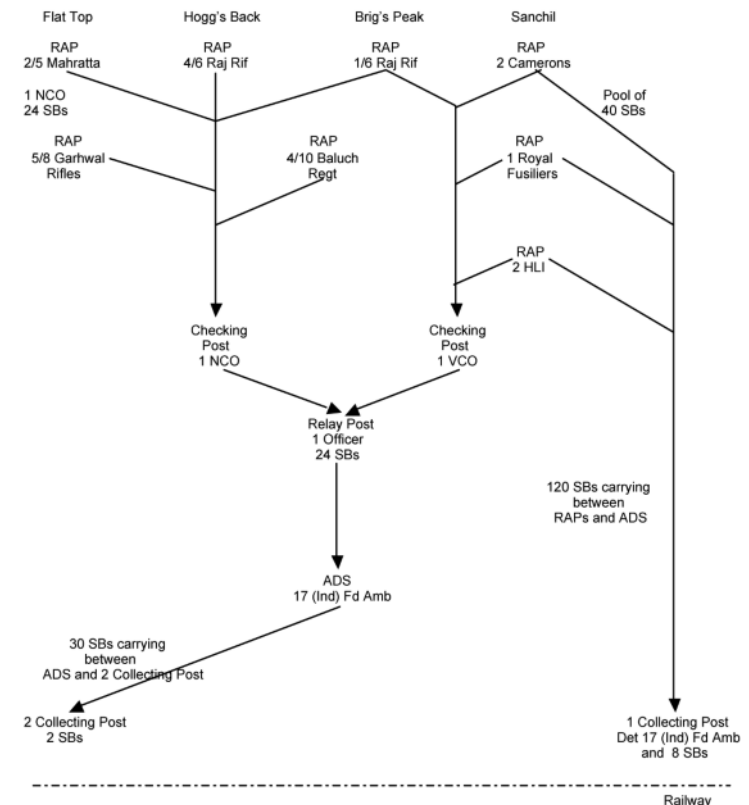 Flat Top
Hogg's Back
Brig's Peak
Sanchil
RAP
2/5 Mahratta
RAP
4/6 Raj Rif
RAP
1/6 Raj Rif
RAP
2 Camerons
1 NCO
24 SBs
Pool of
40 SBs
RAP
5/8 Garhwal
Rifles
RAP
4/10 Baluch
Regt
RAP
1 Royal
Fusiliers
RAP
2 HLI
Checking
Post
1 NCO
Checking
Post
1 VCO
Relay Post
1 Officer
24 SBs
120 SBs carrying
between
RAPs and ADS
ADS
17 (Ind) Fd Amb
30 SBs carrying
between
ADS and 2 Collecting Post
2 Collecting Post
2 SBs
1 Collecting Post
Det 17 (Ind) Fd Amb
and 8 SBs
Railway